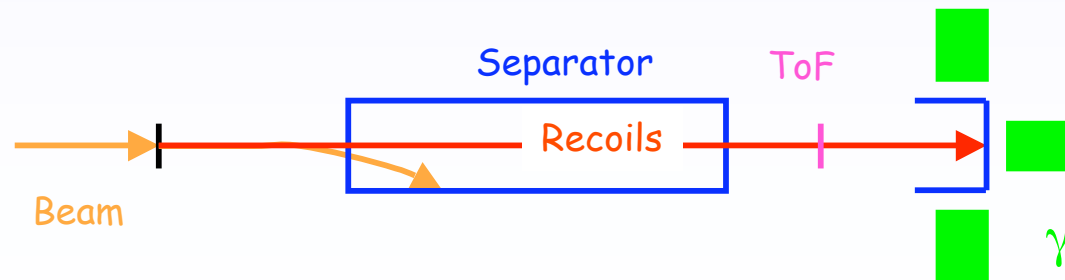 Separator
ToF
Recoils
Beam
γ